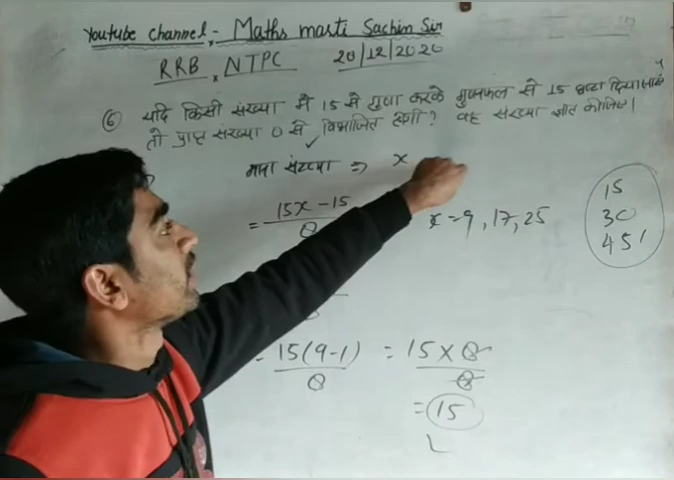 Youtube channel - Maths masti Sachin Sir
RRB NTPC 20/12/2020
⑥ यदि किसी संख्या में 15 से गुणा करके गुणनफल से 15 घटा दिया जाये
तो प्राप्त संख्या 8 से विभाजित होगी? वह संख्या ज्ञात कीजिए।
माना संख्या ⇒ x
= 15x - 15 / 8
x = 9, 17, 25
15
30
45
= 15(9-1) / 8 = 15 × 8 / 8
= 15